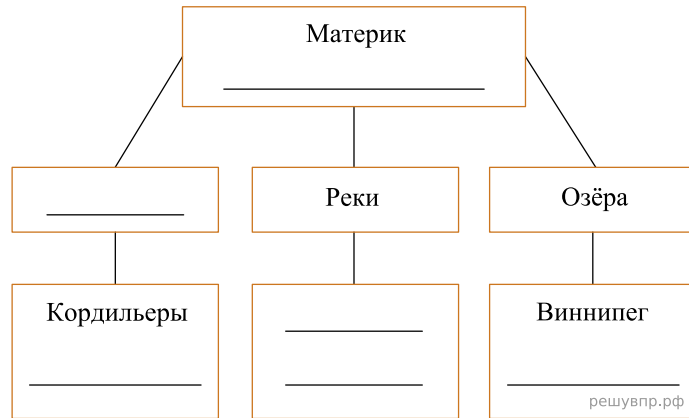 Материк
Реки
Озёра
Кордильеры
Виннипег
решувпр.рф